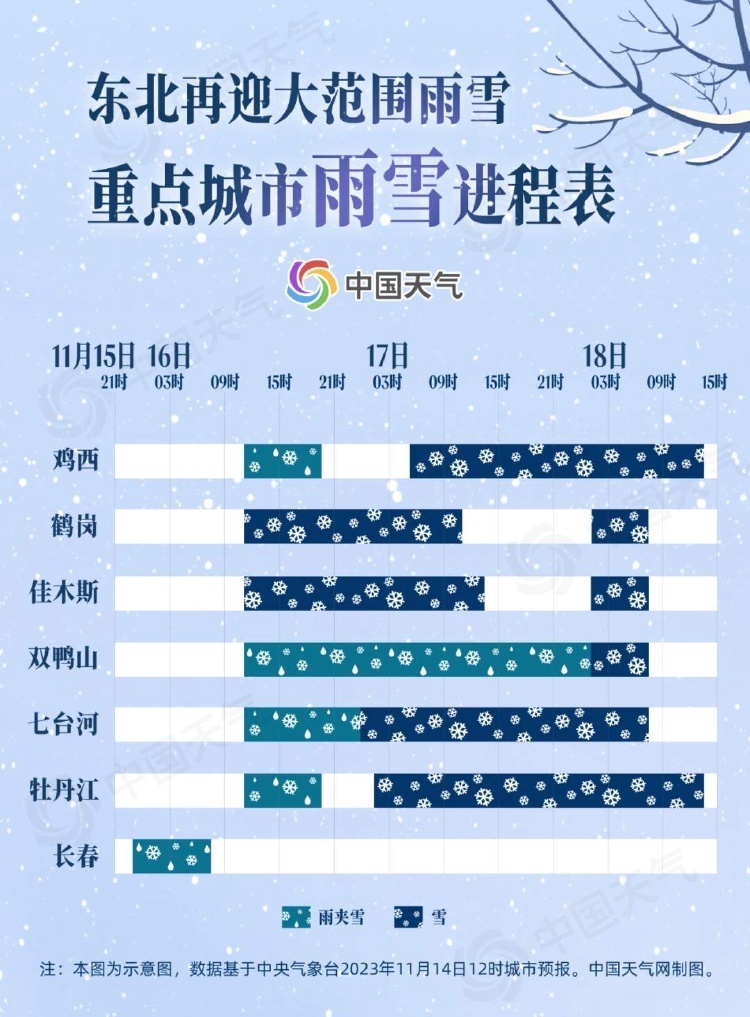 东北再迎大范围雨雪
重点城市雨雪进程表
中国天气
11月15日 16日 17日 18日
21时 03时 09时 15时 21时 03时 09时 15时 21时 03时 09时 15时
鸡西
鹤岗
佳木斯
双鸭山
七台河
牡丹江
长春
雨夹雪 雪
注：本图为示意图，数据基于中央气象台2023年11月14日12时城市预报。中国天气网制图。